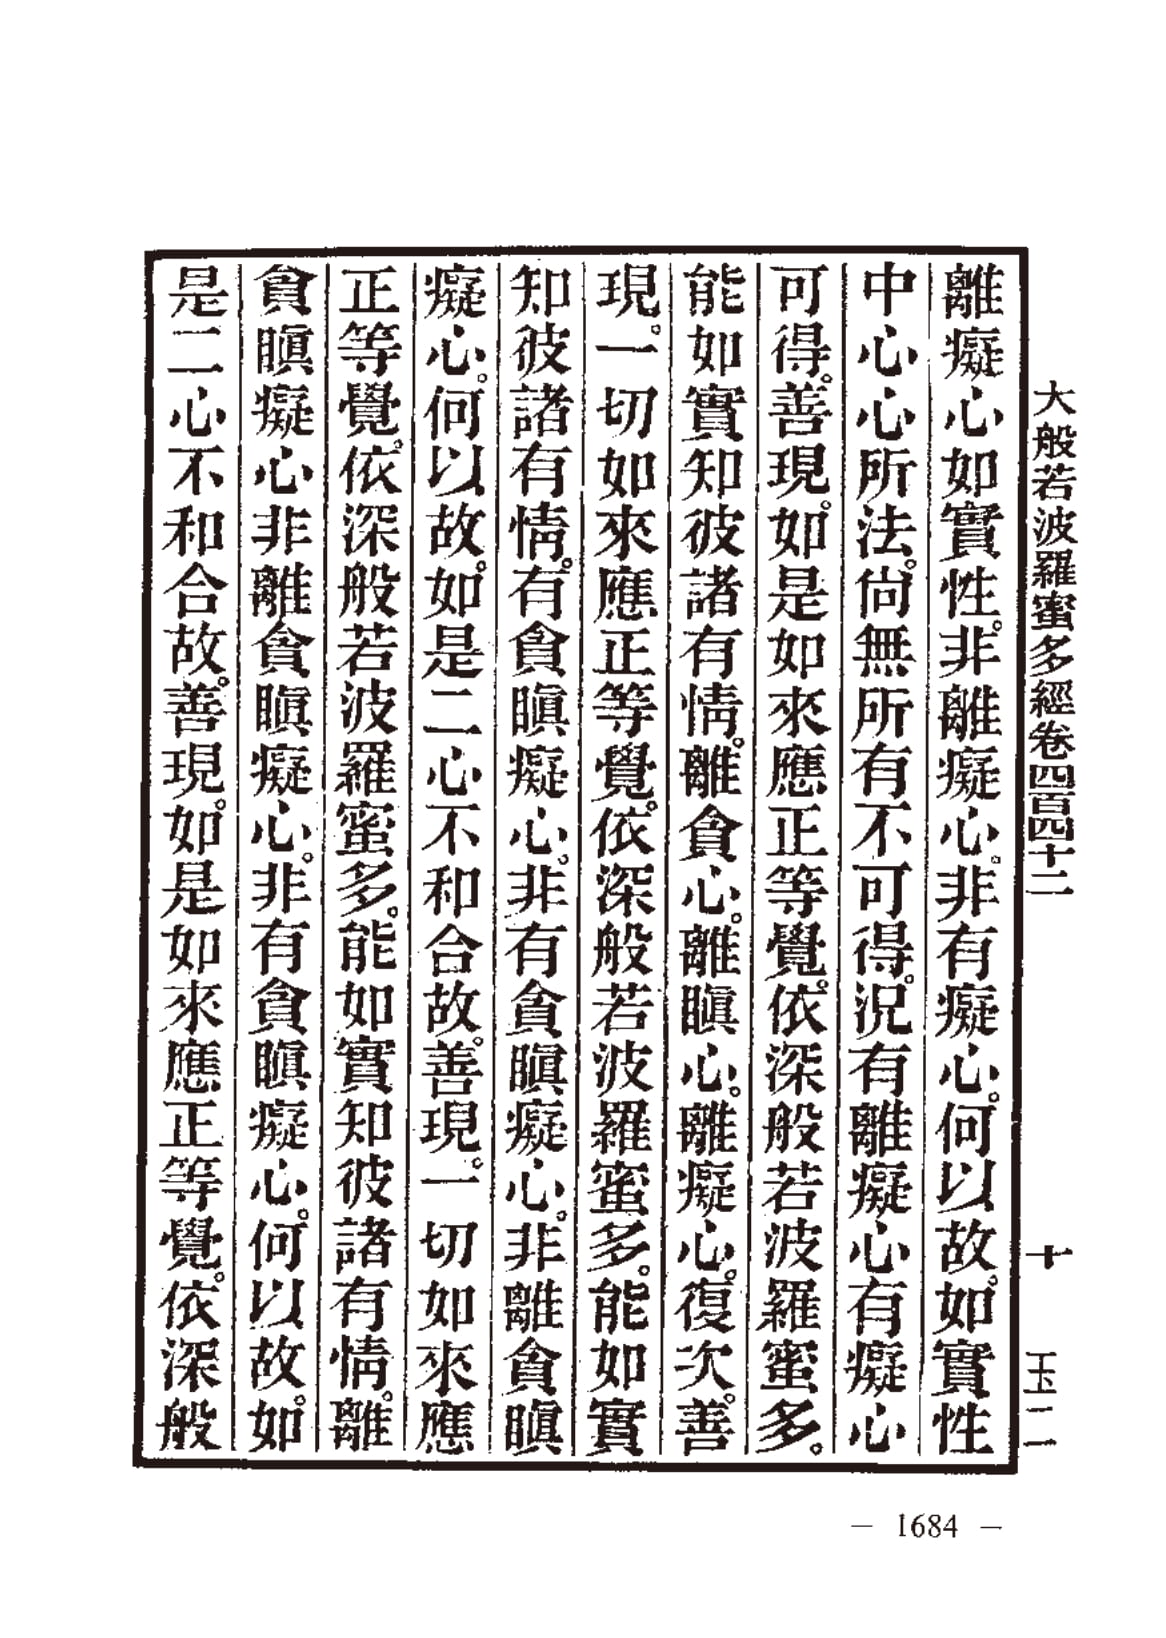 大般若波羅蜜多經卷四百四十二　十　玉二
離癡心如實性。非離癡心。非有癡心。何以故。如實性
中心心所法。尙無所有不可得。況有離癡心有癡心
可得。善現。如是如來應正等覺。依深般若波羅蜜多。
能如實知彼諸有情。離貪心。離瞋心。離癡心。復次。善
現。一切如來應正等覺。依深般若波羅蜜多。能如實
知彼諸有情。有貪瞋癡心。非有貪瞋癡心。非離貪瞋
癡心。何以故。如是二心不和合故。善現。一切如來應
正等覺。依深般若波羅蜜多。能如實知彼諸有情。離
貪瞋癡心非離貪瞋癡心。非有貪瞋癡心。何以故。如
是二心不和合故。善現。如是如來應正等覺。依深般
— 1684 —